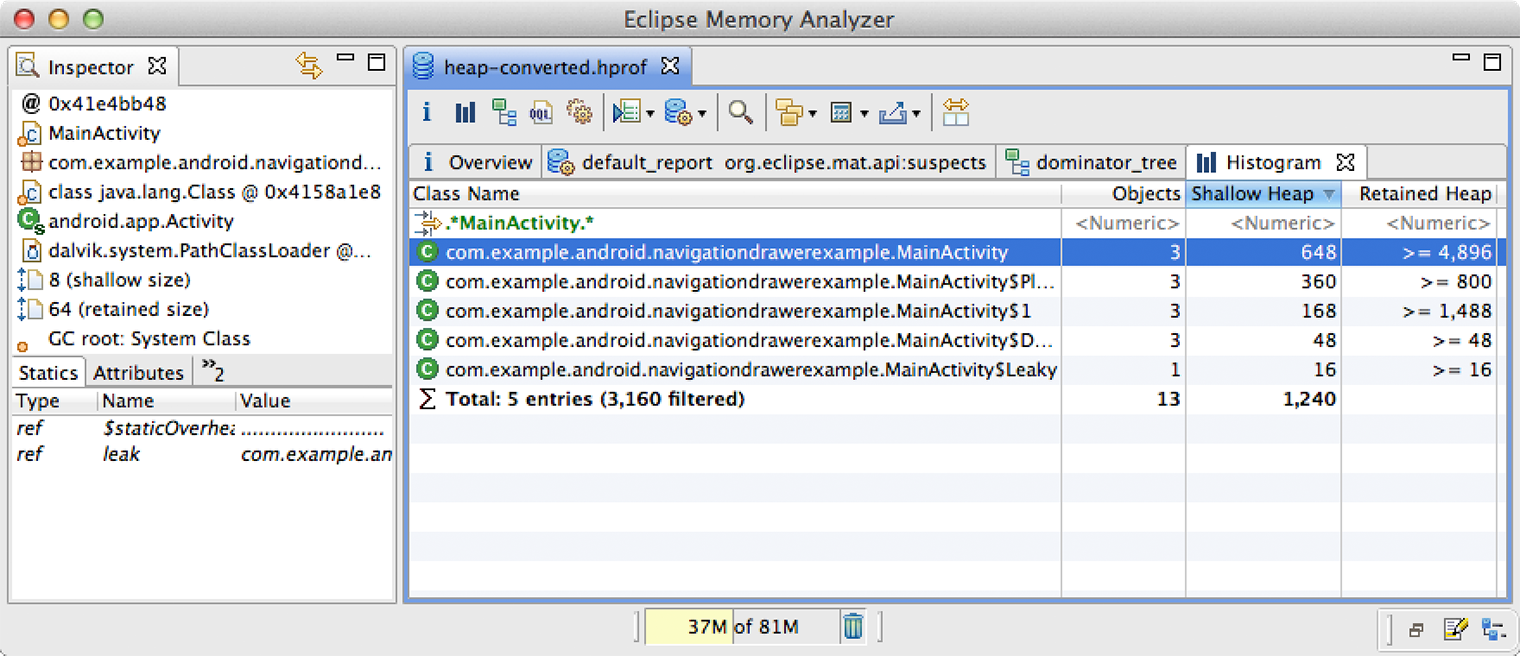 Eclipse Memory Analyzer
Inspector
@ 0x41e4bb48
MainActivity
com.example.android.navigationd...
class java.lang.Class @ 0x4158a1e8
android.app.Activity
dalvik.system.PathClassLoader @...
8 (shallow size)
64 (retained size)
GC root: System Class
Statics Attributes »2
Type Name Value
ref $staticOverhea ........................
ref leak com.example.an
heap-converted.hprof
i OQL
i Overview default_report org.eclipse.mat.api:suspects dominator_tree Histogram
Class Name Objects Shallow Heap Retained Heap
.*MainActivity.* <Numeric> <Numeric> <Numeric>
C com.example.android.navigationdrawerexample.MainActivity 3 648 >= 4,896
C com.example.android.navigationdrawerexample.MainActivity$Pl... 3 360 >= 800
C com.example.android.navigationdrawerexample.MainActivity$1 3 168 >= 1,488
C com.example.android.navigationdrawerexample.MainActivity$D... 3 48 >= 48
C com.example.android.navigationdrawerexample.MainActivity$Leaky 1 16 >= 16
Σ Total: 5 entries (3,160 filtered) 13 1,240
37M of 81M